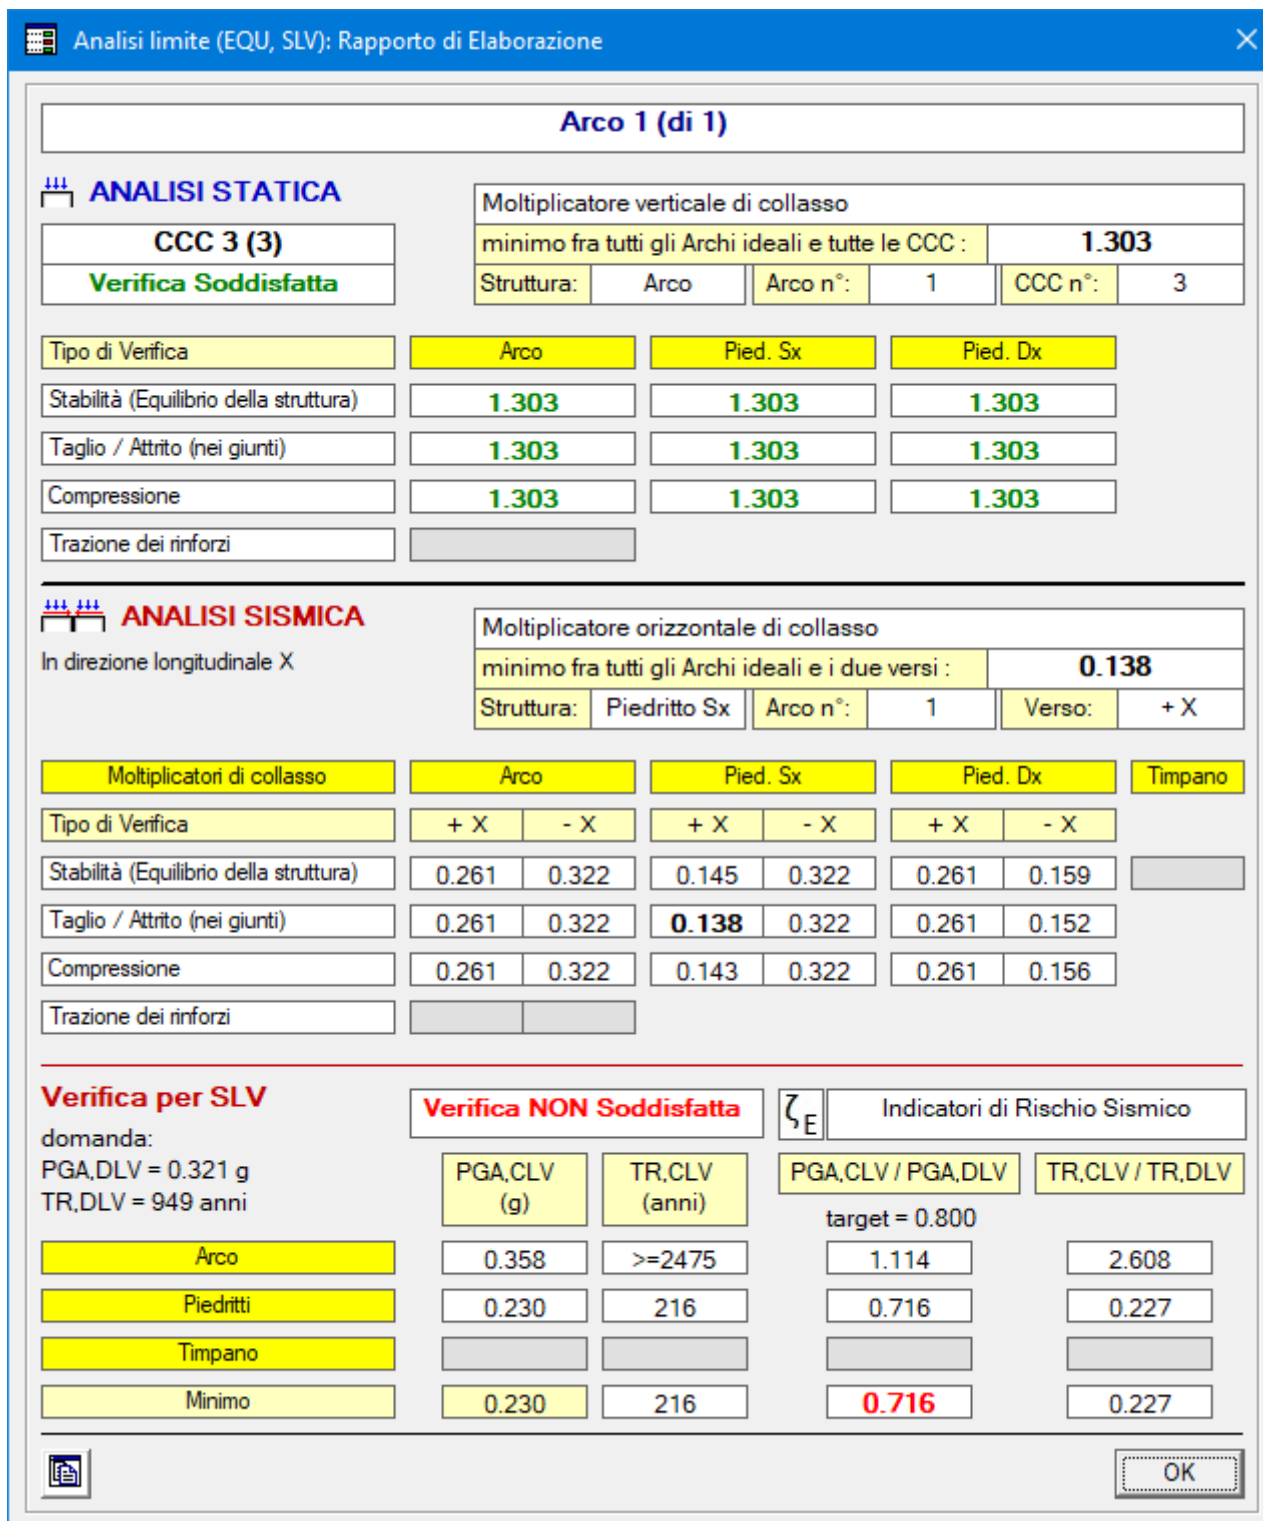 Analisi limite (EQU, SLV): Rapporto di Elaborazione
Arco 1 (di 1)
ANALISI STATICA
CCC 3 (3)
Verifica Soddisfatta
Moltiplicatore verticale di collasso
minimo fra tutti gli Archi ideali e tutte le CCC : 1.303
Struttura: Arco Arco n°: 1 CCC n°: 3
Tipo di Verifica Arco Pied. Sx Pied. Dx
Stabilità (Equilibrio della struttura) 1.303 1.303 1.303
Taglio / Attrito (nei giunti) 1.303 1.303 1.303
Compressione 1.303 1.303 1.303
Trazione dei rinforzi
ANALISI SISMICA
In direzione longitudinale X
Moltiplicatore orizzontale di collasso
minimo fra tutti gli Archi ideali e i due versi : 0.138
Struttura: Piedritto Sx Arco n°: 1 Verso: + X
Moltiplicatori di collasso Arco Pied. Sx Pied. Dx Timpano
Tipo di Verifica + X - X + X - X + X - X
Stabilità (Equilibrio della struttura) 0.261 0.322 0.145 0.322 0.261 0.159
Taglio / Attrito (nei giunti) 0.261 0.322 0.138 0.322 0.261 0.152
Compressione 0.261 0.322 0.143 0.322 0.261 0.156
Trazione dei rinforzi
Verifica per SLV
Verifica NON Soddisfatta ζE Indicatori di Rischio Sismico
domanda:
PGA,DLV = 0.321 g
TR,DLV = 949 anni
PGA,CLV (g) TR,CLV (anni) PGA,CLV / PGA,DLV TR,CLV / TR,DLV
target = 0.800
Arco 0.358 >=2475 1.114 2.608
Piedritti 0.230 216 0.716 0.227
Timpano
Minimo 0.230 216 0.716 0.227
OK